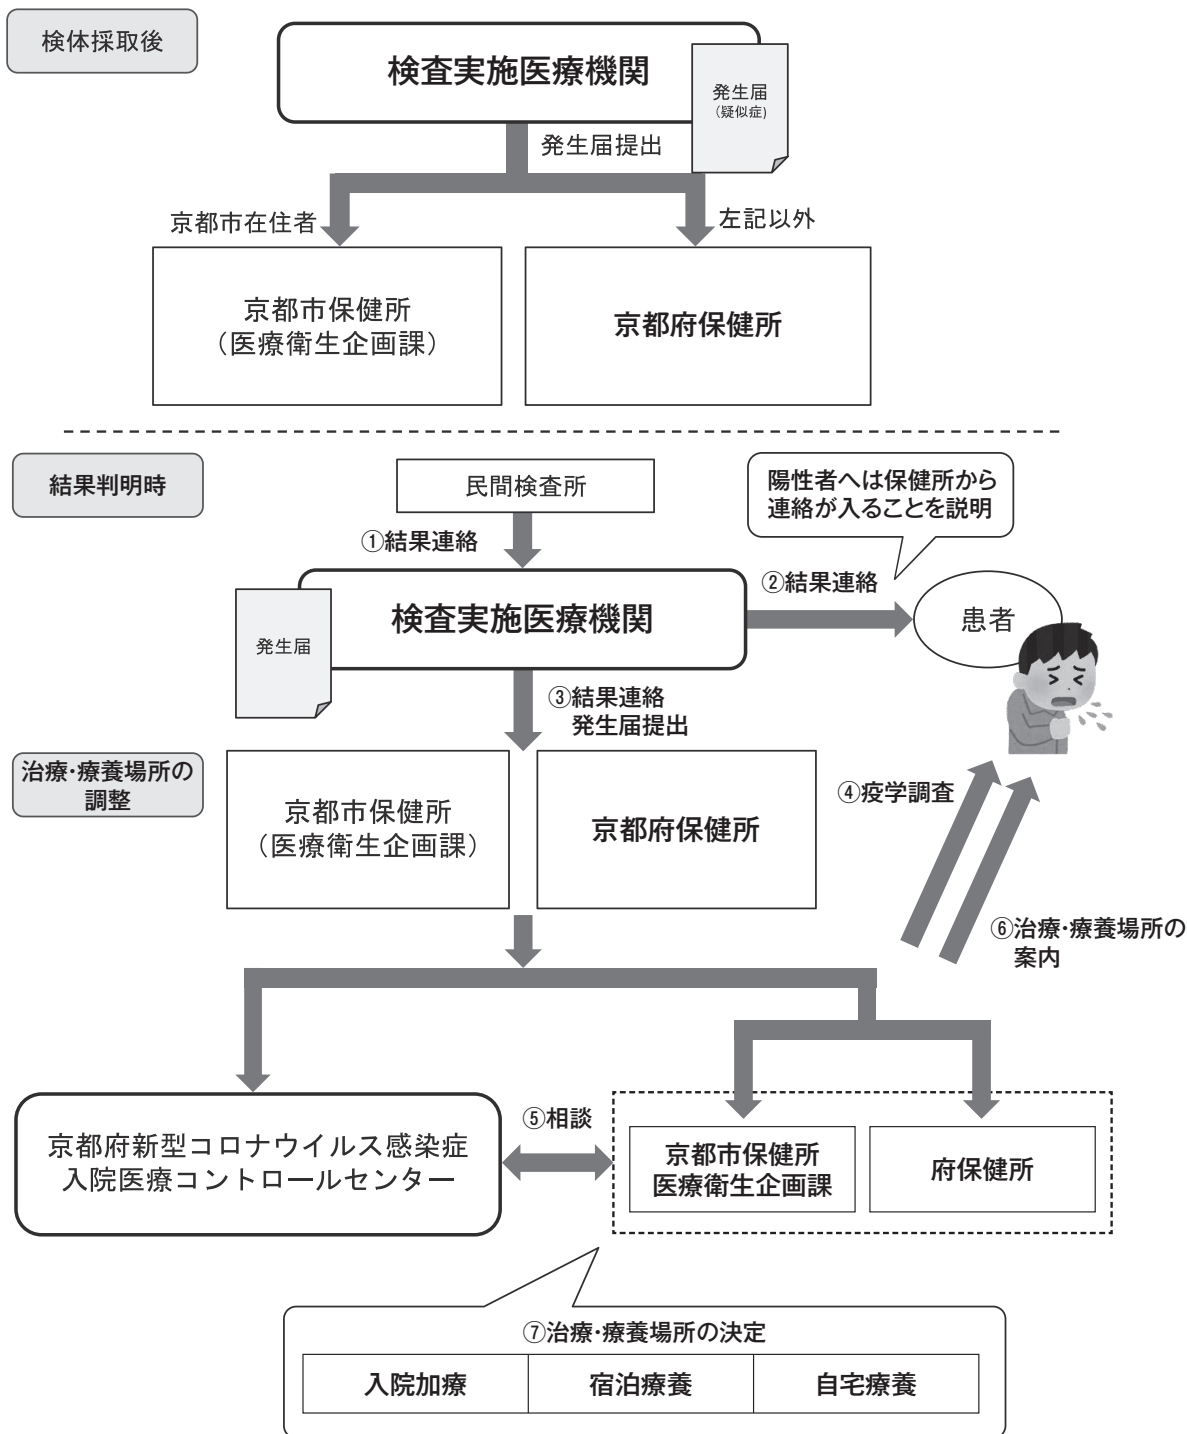 検体採取後
検査実施医療機関
発生届
(疑似症)
発生届提出
京都市在住者
左記以外
京都市保健所
（医療衛生企画課）
京都府保健所
結果判明時
民間検査所
陽性者へは保健所から
連絡が入ることを説明
①結果連絡
②結果連絡
検査実施医療機関
発生届
患者
③結果連絡
発生届提出
治療・療養場所の
調整
京都市保健所
（医療衛生企画課）
京都府保健所
④疫学調査
⑥治療・療養場所の
案内
京都府新型コロナウイルス感染症
入院医療コントロールセンター
⑤相談
京都市保健所
医療衛生企画課
府保健所
⑦治療・療養場所の決定
入院加療
宿泊療養
自宅療養